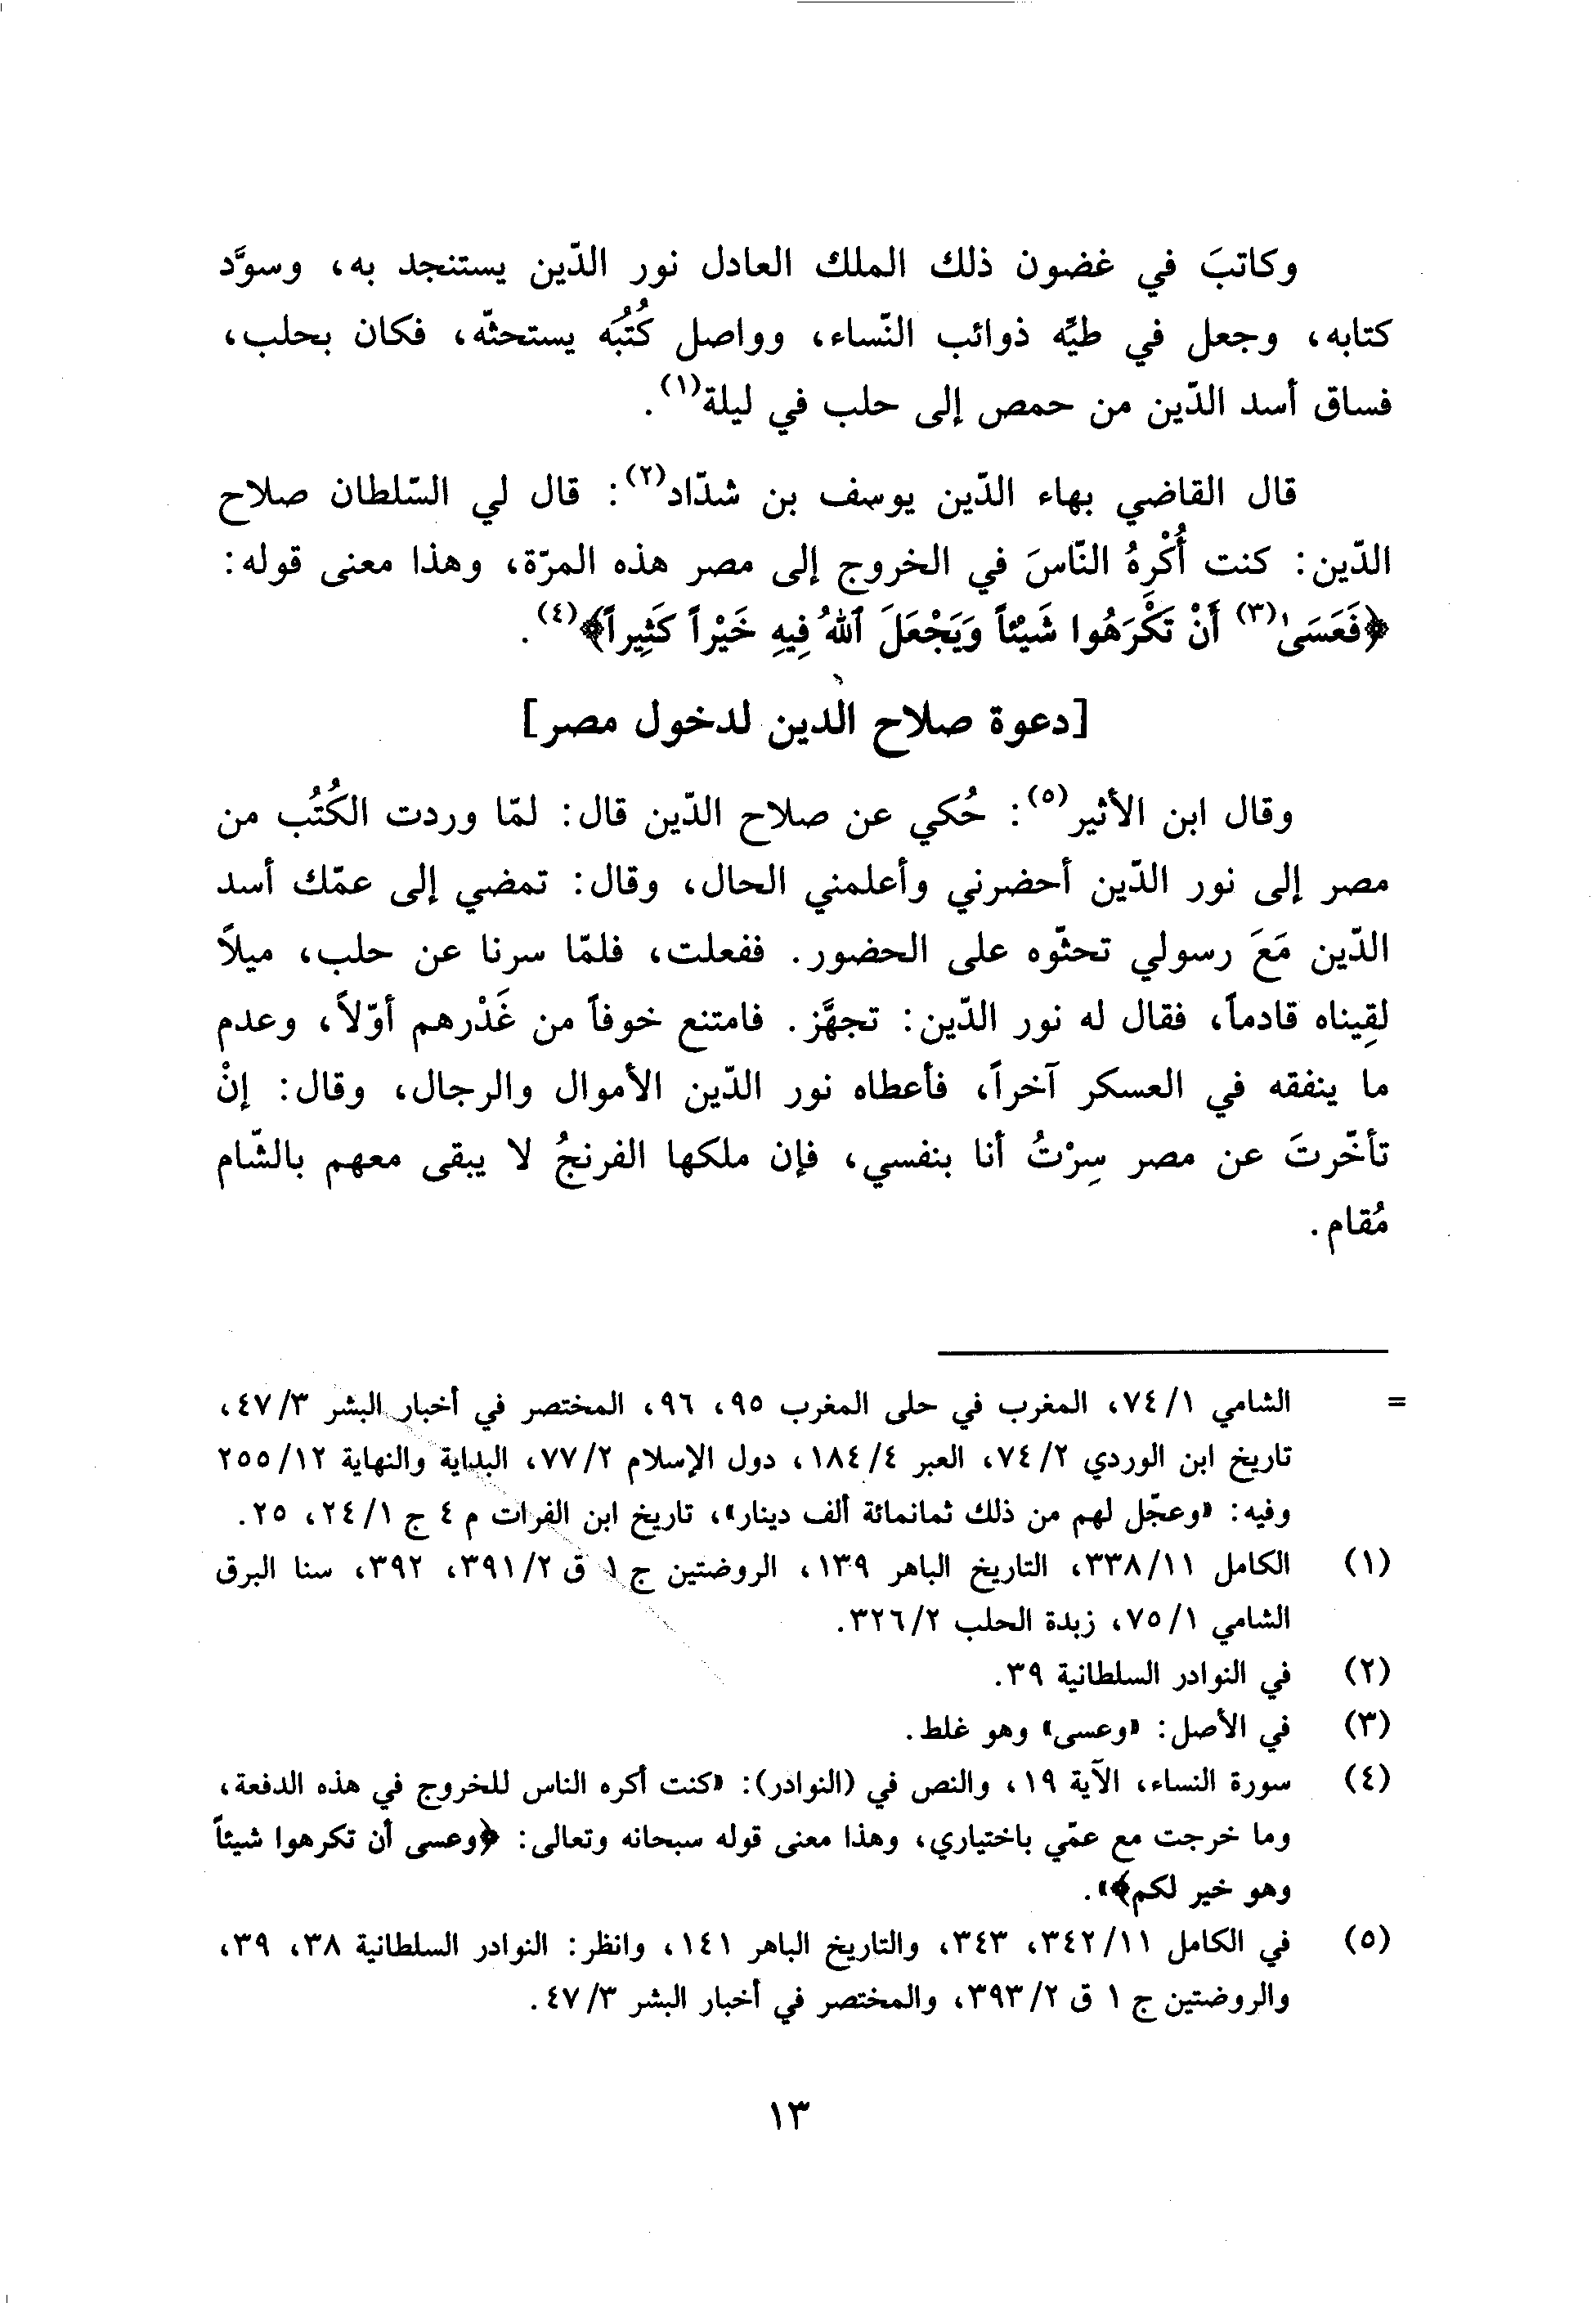 وكاتبَ في غضون ذلك الملك العادل نور الدّين يستنجد به، وسوَّد
كتابه، وجعل في طيِّه ذوائب النّساء، وواصل كُتُبُه يستحثّه، فكان بحلب،
فساق أسد الدّين من حمص إلى حلب في ليلة(١).
قال القاضي بهاء الدّين يوسف بن شدّاد(٢): قال لي السّلطان صلاح
الدّين: كنت أُكْرِهُ النّاسَ في الخروج إلى مصر هذه المرّة، وهذا معنى قوله:
﴿فَعَسَىٰ(٣) أَنْ تَكْرَهُوا شَيْئاً وَيَجْعَلَ ٱللهُ فِيهِ خَيْراً كَثِيراً﴾(٤).
[دعوة صلاح الدين لدخول مصر]
وقال ابن الأثير(٥): حُكي عن صلاح الدّين قال: لمّا وردت الكُتُب من
مصر إلى نور الدّين أحضرني وأعلمني الحال، وقال: تمضي إلى عمّك أسد
الدّين مَعَ رسولي تحثّوه على الحضور. ففعلت، فلمّا سرنا عن حلب، ميلاً
لقِيناه قادماً، فقال له نور الدّين: تجهَّز. فامتنع خوفاً من غَدْرهم أوّلاً، وعدم
ما ينفقه في العسكر آخراً، فأعطاه نور الدّين الأموال والرجال، وقال: إنْ
تأخّرتَ عن مصر سِرْتُ أنا بنفسي، فإن ملكها الفرنجُ لا يبقى معهم بالشّام
مُقام.
= الشامي ٧٤/١، المغرب في حلى المغرب ٩٥، ٩٦، المختصر في أخبار البشر ٤٧/٣،
تاريخ ابن الوردي ٧٤/٢، العبر ١٨٤/٤، دول الإسلام ٧٧/٢، البداية والنهاية ٢٥٥/١٢
وفيه: «وعجّل لهم من ذلك ثمانمائة ألف دينار»، تاريخ ابن الفرات م ٤ ج ٢٤/١، ٢٥.
(١) الكامل ٣٣٨/١١، التاريخ الباهر ١٣٩، الروضتين ج ١ ق ٣٩١/٢، ٣٩٢، سنا البرق
الشامي ٧٥/١، زبدة الحلب ٣٢٦/٢.
(٢) في النوادر السلطانية ٣٩.
(٣) في الأصل: «وعسى» وهو غلط.
(٤) سورة النساء، الآية ١٩، والنص في (النوادر): «كنت أكره الناس للخروج في هذه الدفعة،
وما خرجت مع عمّي باختياري، وهذا معنى قوله سبحانه وتعالى: ﴿وعسى أن تكرهوا شيئاً
وهو خير لكم﴾».
(٥) في الكامل ٣٤٢/١١، ٣٤٣، والتاريخ الباهر ١٤١، وانظر: النوادر السلطانية ٣٨، ٣٩،
والروضتين ج ١ ق ٣٩٣/٢، والمختصر في أخبار البشر ٤٧/٣.
١٣